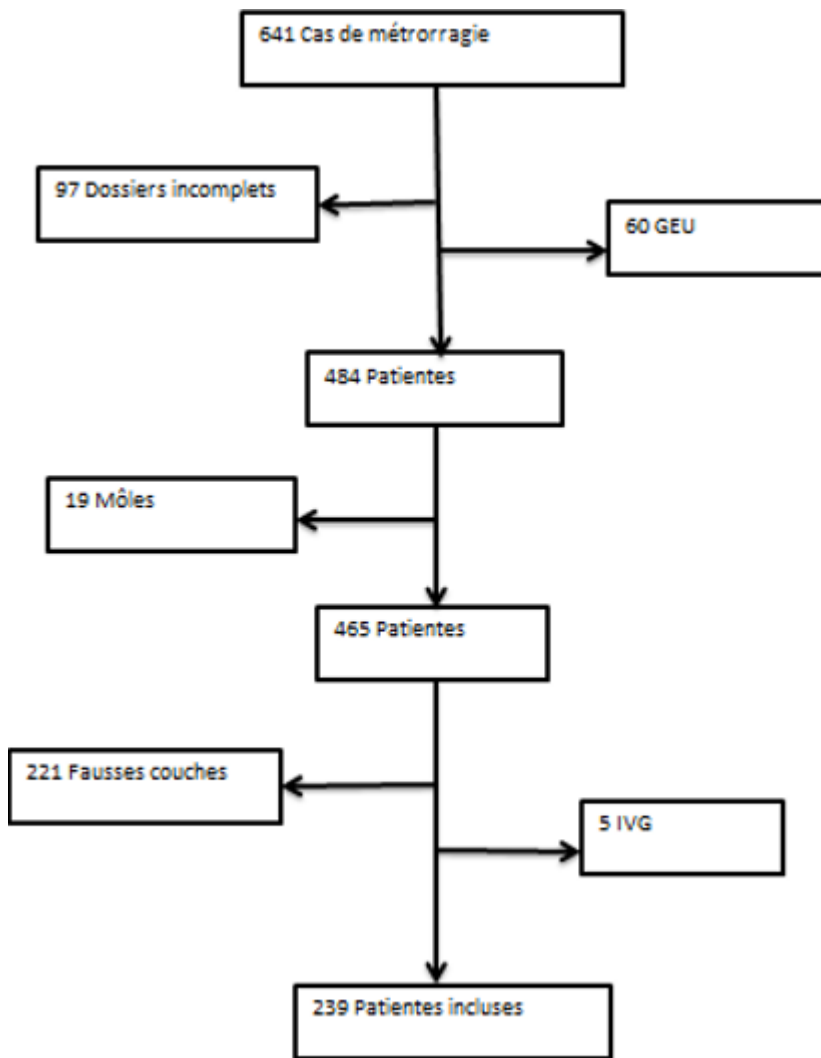 641 Cas de métrorragie
97 Dossiers incomplets
60 GEU
484 Patientes
19 Môles
465 Patientes
221 Fausses couches
5 IVG
239 Patientes incluses